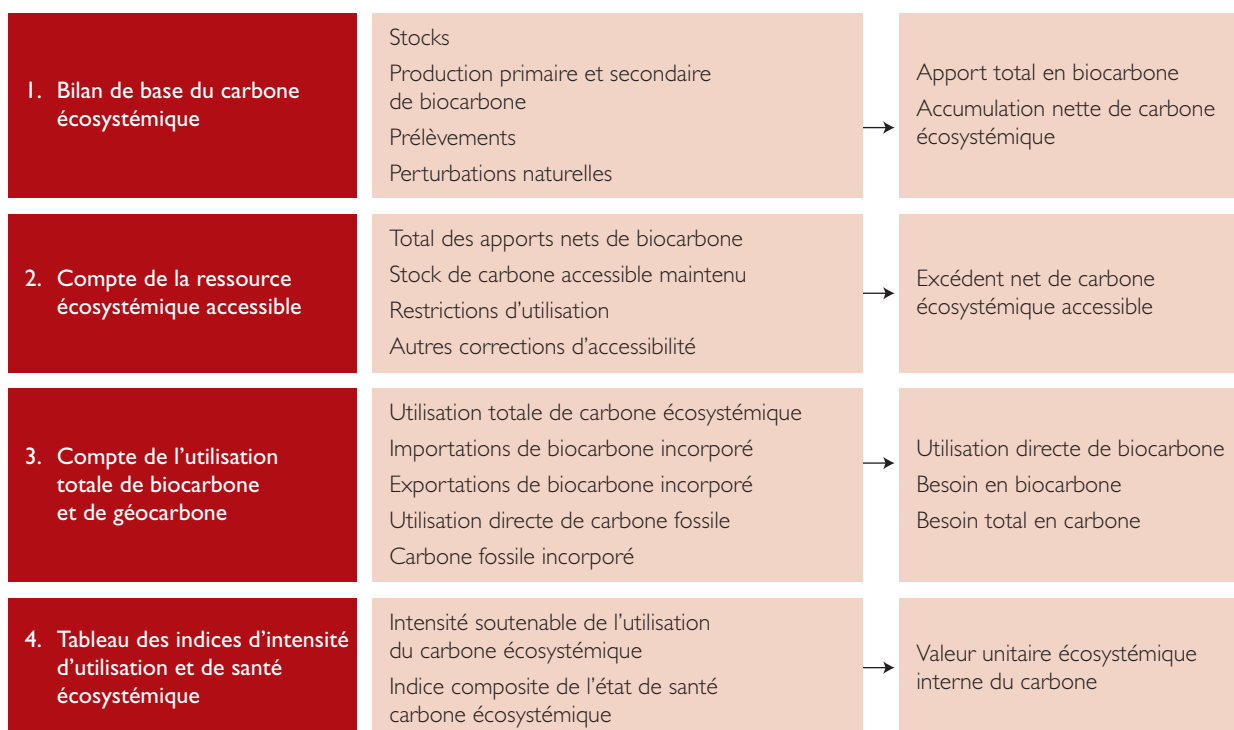 1. Bilan de base du carbone
écosystémique
Stocks
Production primaire et secondaire
de biocarbone
Prélèvements
Perturbations naturelles
Apport total en biocarbone
Accumulation nette de carbone
écosystémique
2. Compte de la ressource
écosystémique accessible
Total des apports nets de biocarbone
Stock de carbone accessible maintenu
Restrictions d'utilisation
Autres corrections d'accessibilité
Excédent net de carbone
écosystémique accessible
3. Compte de l'utilisation
totale de biocarbone
et de géocarbone
Utilisation totale de carbone écosystémique
Importations de biocarbone incorporé
Exportations de biocarbone incorporé
Utilisation directe de carbone fossile
Carbone fossile incorporé
Utilisation directe de biocarbone
Besoin en biocarbone
Besoin total en carbone
4. Tableau des indices d'intensité
d'utilisation et de santé
écosystémique
Intensité soutenable de l'utilisation
du carbone écosystémique
Indice composite de l'état de santé
carbone écosystémique
Valeur unitaire écosystémique
interne du carbone